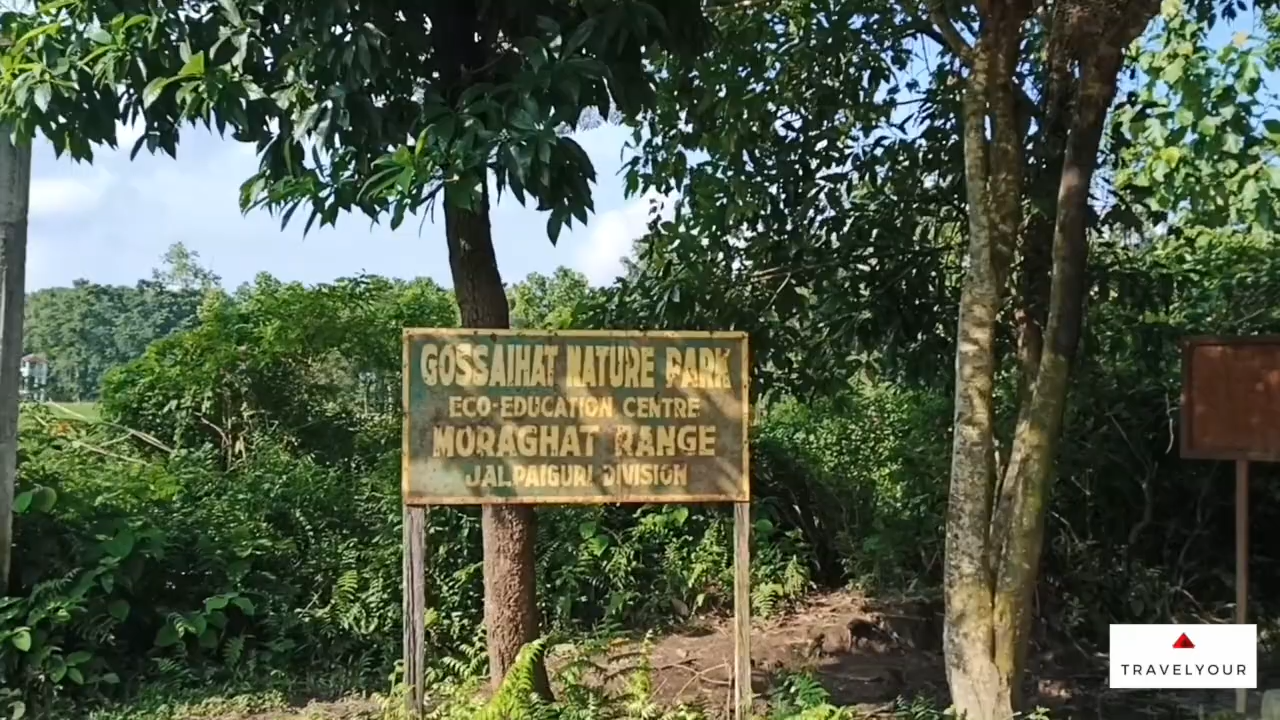 GOSSAIHAT NATURE PARK
ECO-EDUCATION CENTRE
MORAGHAT RANGE
JALPAIGURI DIVISION
TRAVELYOUR